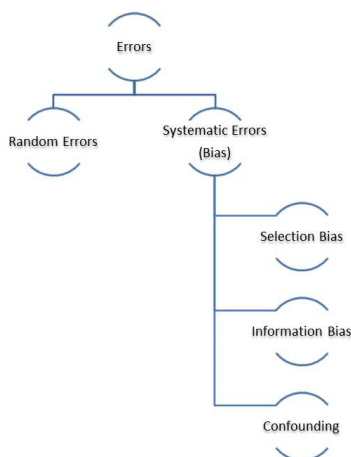 Errors
Random Errors
Systematic Errors
(Bias)
Selection Bias
Information Bias
Confounding